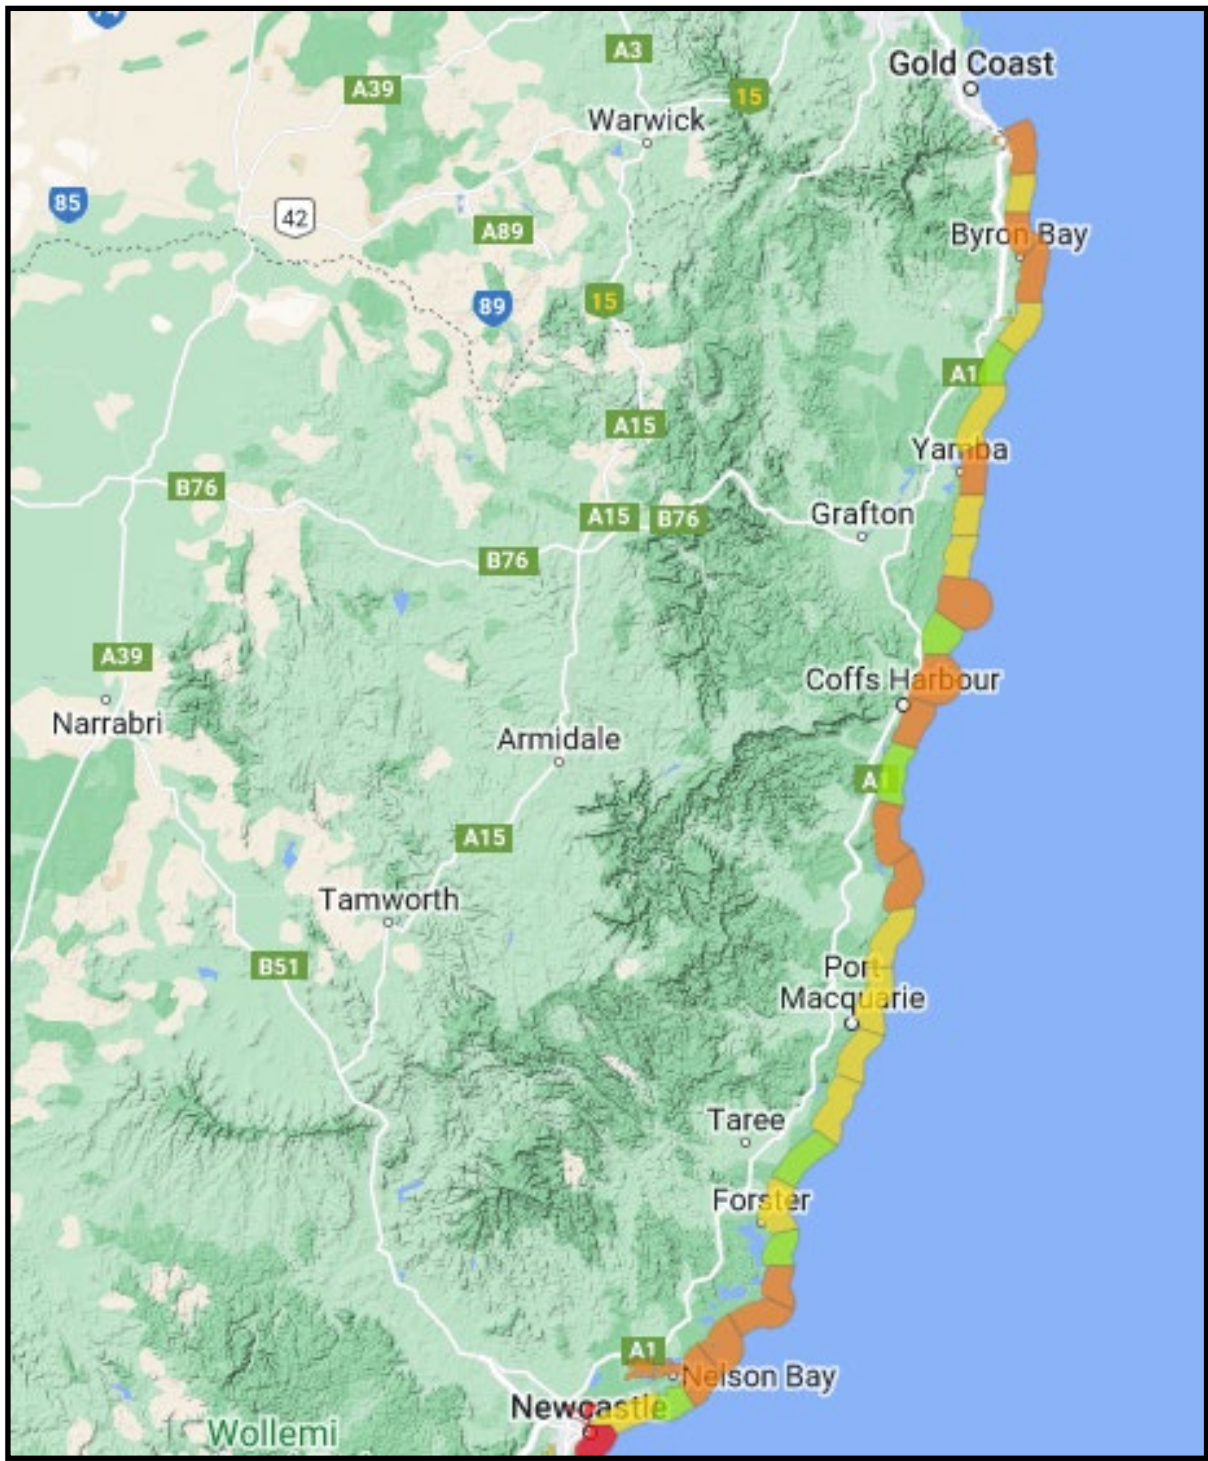 A3
Gold Coast
A39
15
Warwick
85
42
A89
Byron Bay
89
15
A1
A15
Yamba
B76
Grafton
A15
B76
B76
A39
Coffs Harbour
Narrabri
Armidale
A1
A15
Tamworth
B51
Port
Macquarie
Taree
Forster
A1
Nelson Bay
Newcastle
Wollemi